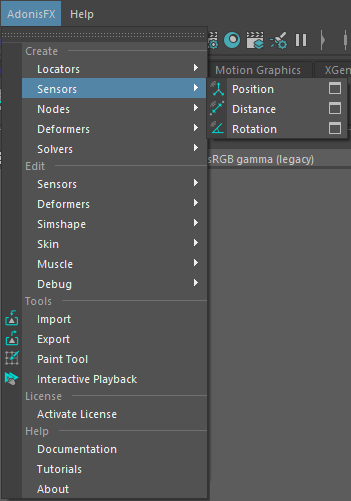 AdonisFX Help
Create
Locators
Sensors
Nodes
Deformers
Solvers
Edit
Sensors
Deformers
Simshape
Skin
Muscle
Debug
Tools
Import
Export
Paint Tool
Interactive Playback
License
Activate License
Help
Documentation
Tutorials
About
Motion Graphics XGen
Position
Distance
Rotation
sRGB gamma (legacy)